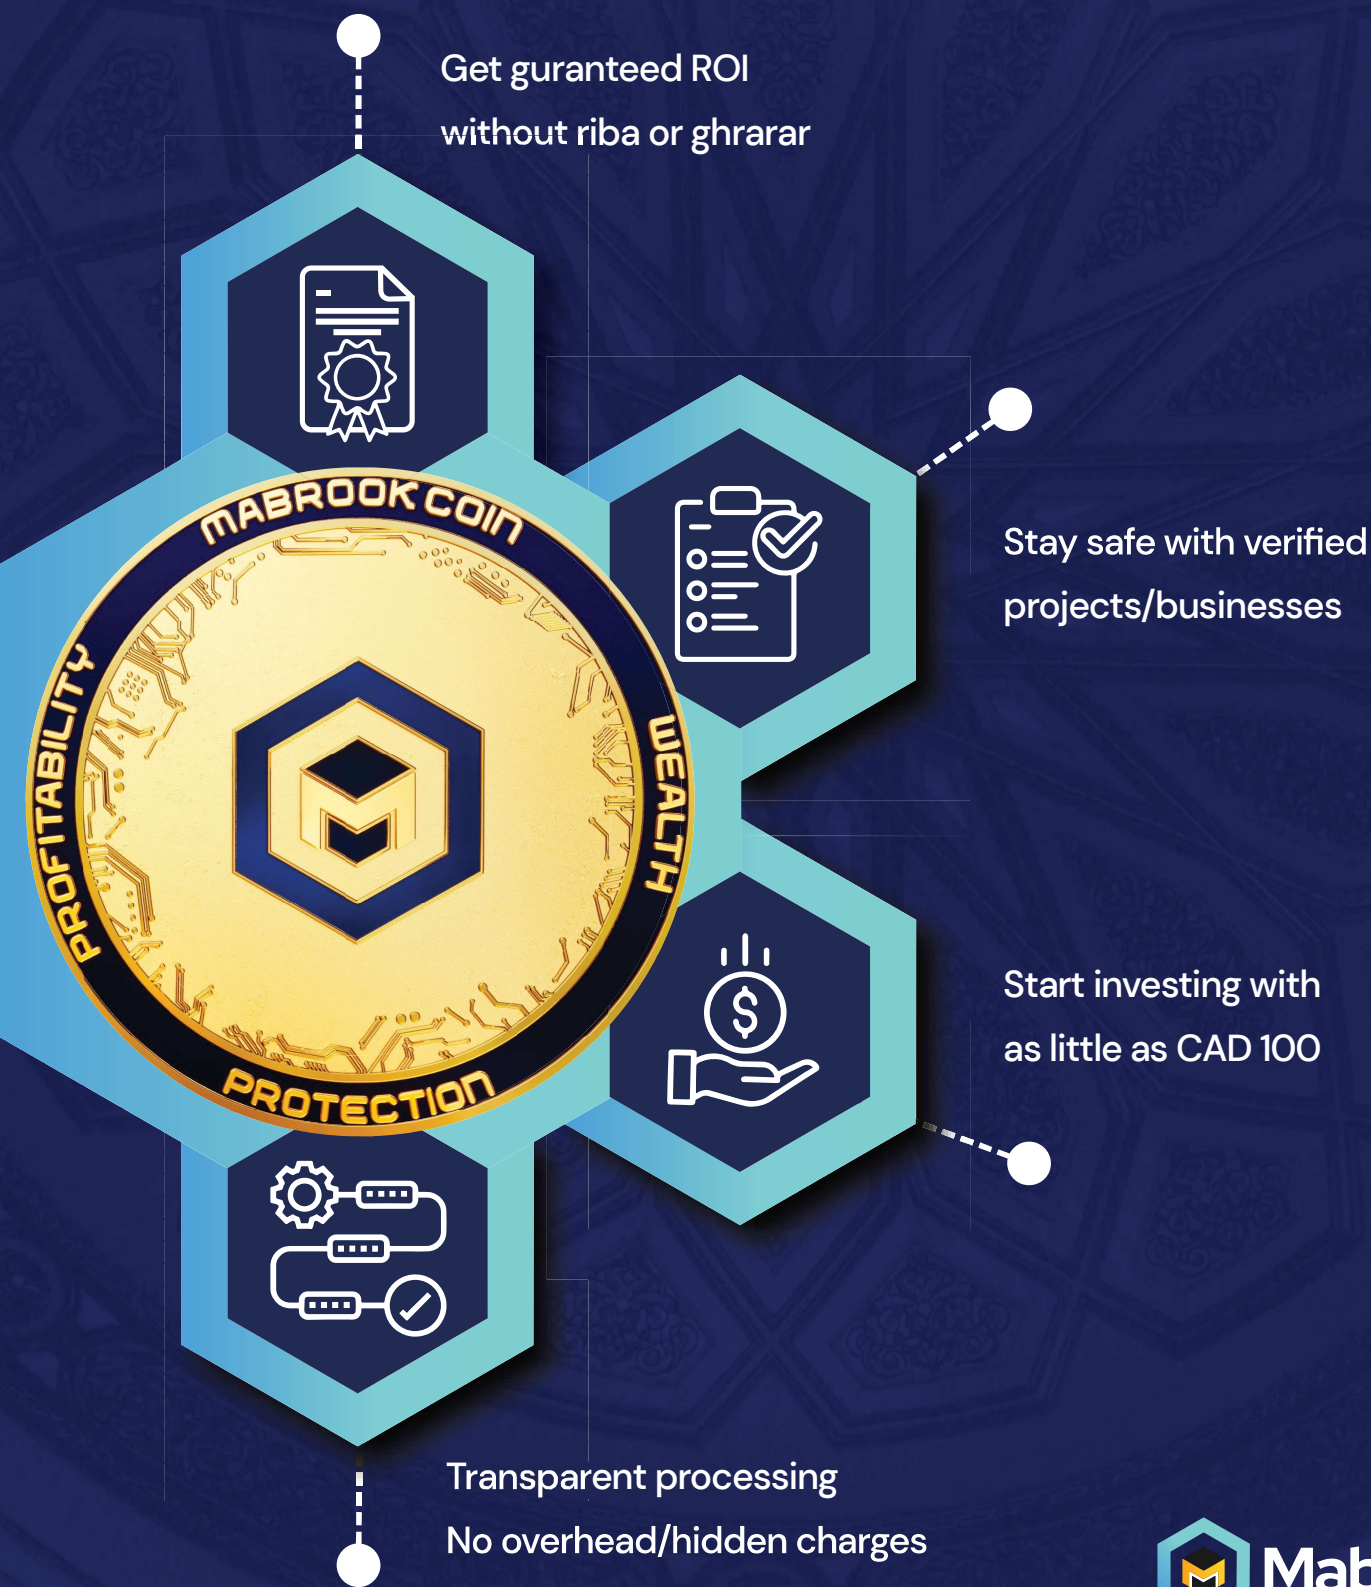 Get guranteed ROI
without riba or ghrarar
MABROOK COIN
Stay safe with verified
projects/businesses
PROFITABILITY
WEALTH
Start investing with
as little as CAD 100
PROTECTION
Transparent processing
No overhead/hidden charges